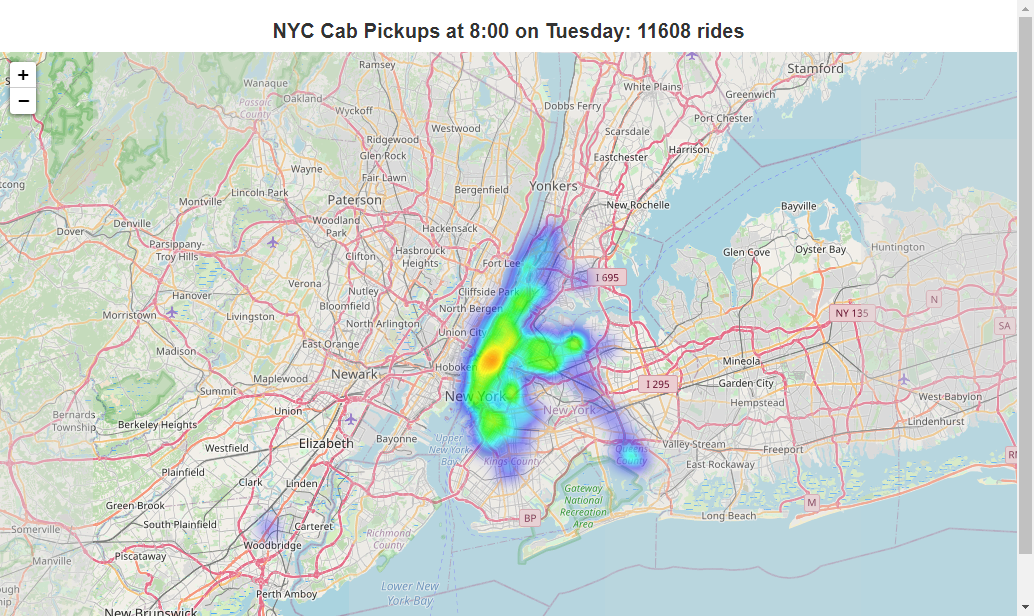 NYC Cab Pickups at 8:00 on Tuesday: 11608 rides
+
−
Ramsey
Stamford
Wanaque
White Plains
Greenwich
Passaic
County
Oakland
Dobbs Ferry
Wyckoff
Port Chester
Westwood
Scarsdale
Ridgewood
Glen Rock
Eastchester
Harrison
Wayne
Fair Lawn
cong
Lincoln Park
Bergenfield
Yonkers
Montville
Paterson
New Rochelle
Bayville
Denville
Woodland
Park
Hackensack
Dover
Parsippany-
Troy Hills
Clifton
Hasbrouck
Heights
Glen Cove
Oyster Bay
Huntington
Fort Lee
I 695
Verona
Nutley
Cliffside Park
Hanover
Bloomfield
North Bergen
N
Morristown
Livingston
North Arlington
NY 135
SA
Union City
East Orange
Madison
Mineola
Newark
Hoboken
Maplewood
I 295
Garden City
Summit
New York
West Babylon
Hempstead
Union
New York
Bernards
Township
Berkeley Heights
Lindenhurst
Elizabeth
Bayonne
Upper
New York
Bay
Valley Stream
Freeport
Westfield
Queens
County
Kings County
East Rockaway
RN
Plainfield
Clark
Linden
Gateway
National
Recreation
Area
M
Green Brook
BP
Long Beach
South Plainfield
Carteret
Somerville
Richmond
County
Woodbridge
Piscataway
Manville
Lower New
York Bay
Perth Amboy
New Brunswick